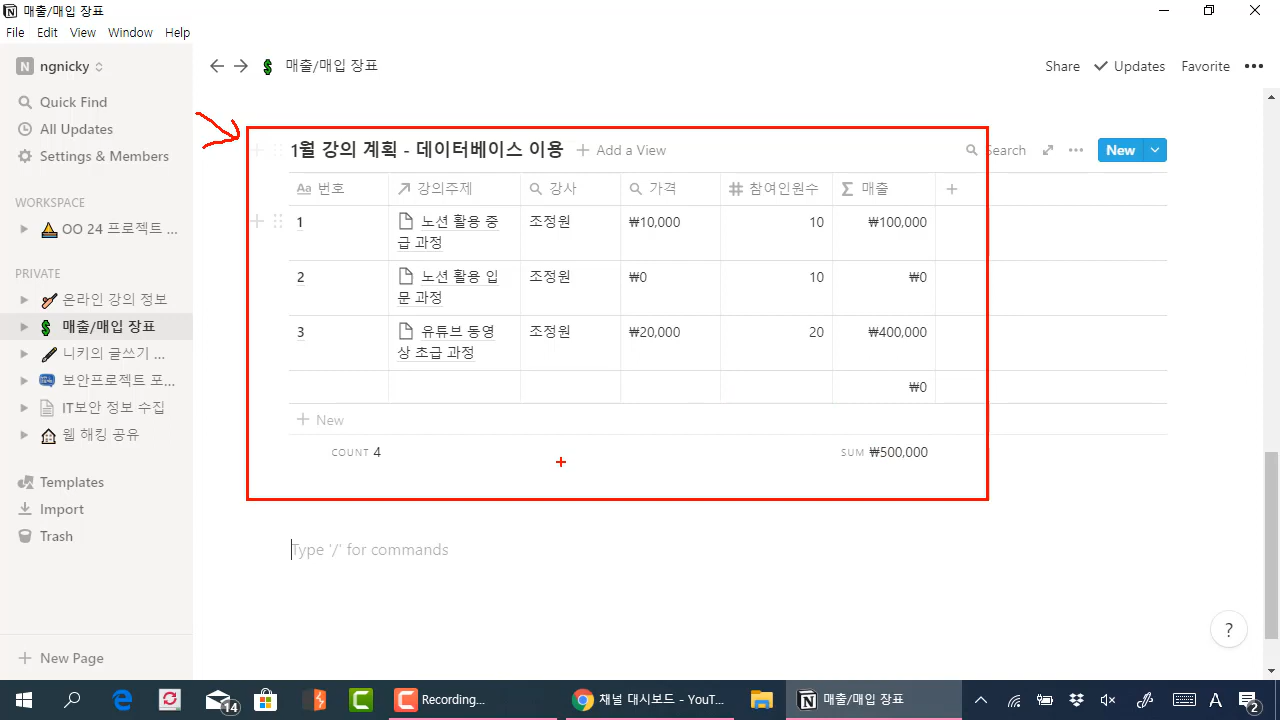 매출/매입 장표
File Edit View Window Help
N ngnicky
Quick Find
All Updates
Settings & Members
WORKSPACE
OO 24 프로젝트 ...
PRIVATE
온라인 강의 정보
매출/매입 장표
니키의 글쓰기 ...
보안프로젝트 포...
IT보안 정보 수집
웹 해킹 공유
Templates
Import
Trash
New Page
매출/매입 장표
Share Updates Favorite
1월 강의 계획 - 데이터베이스 이용 Add a View Search New
Aa 번호 강의주제 강사 가격 참여인원수 매출
1 노션 활용 중 조정원 ₩10,000 10 ₩100,000
급 과정
2 노션 활용 입 조정원 ₩0 10 ₩0
문 과정
3 유튜브 동영 조정원 ₩20,000 20 ₩400,000
상 초급 과정
₩0
New
COUNT 4 SUM ₩500,000
Type '/' for commands
?
14 Recording... 채널 대시보드 - YouT... 매출/매입 장표 A 2